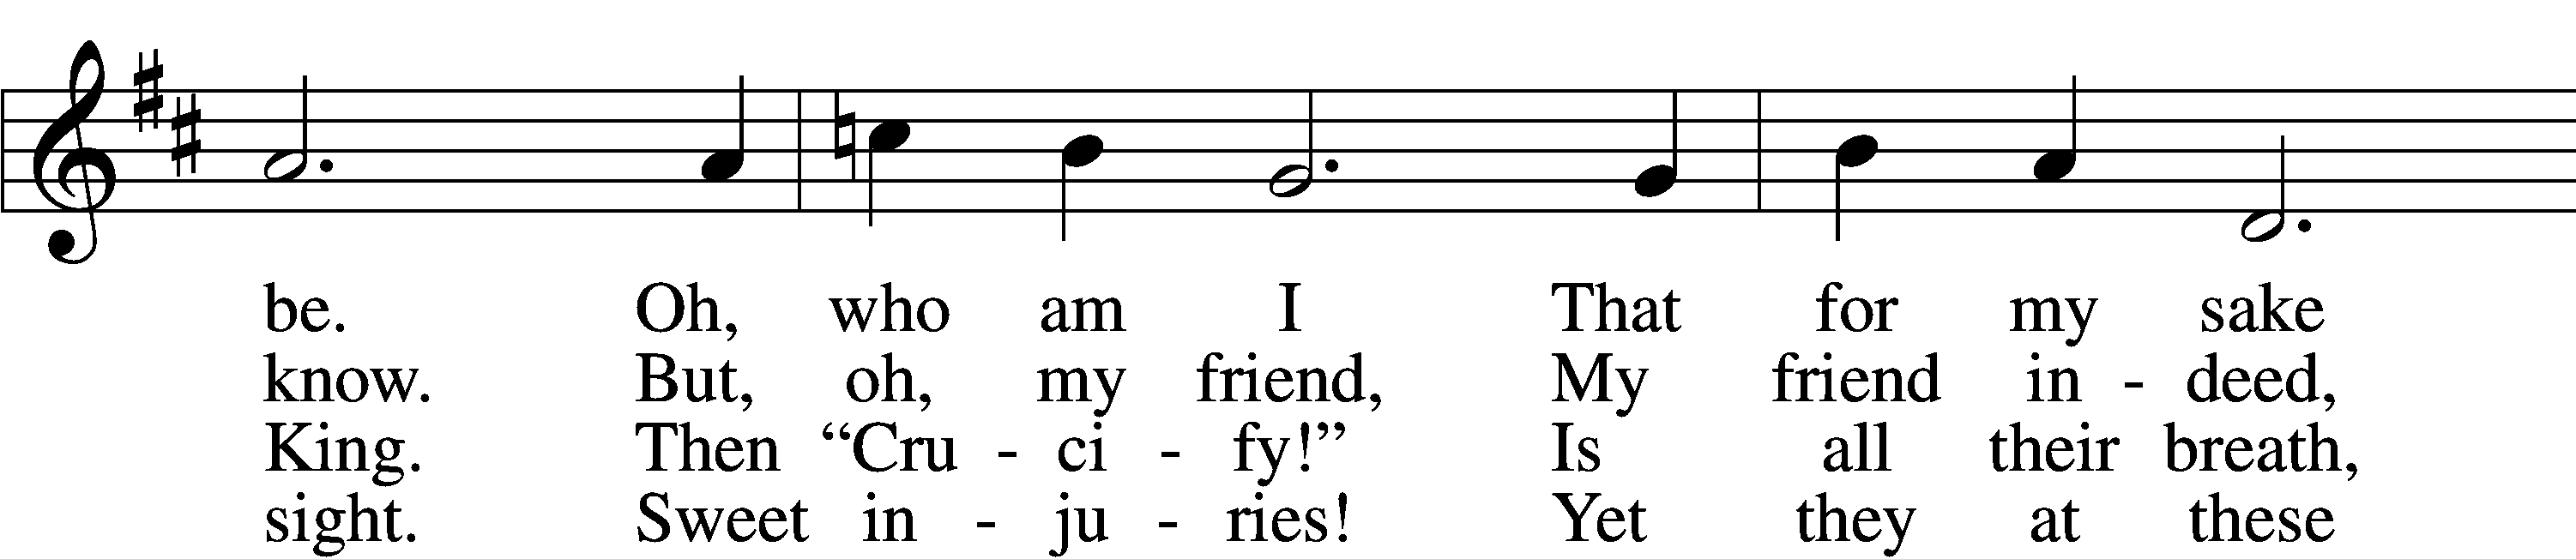 be. Oh, who am I That for my sake
know. But, oh, my friend, My friend in - deed,
King. Then “Cru - ci - fy!” Is all their breath,
sight. Sweet in - ju - ries! Yet they at these